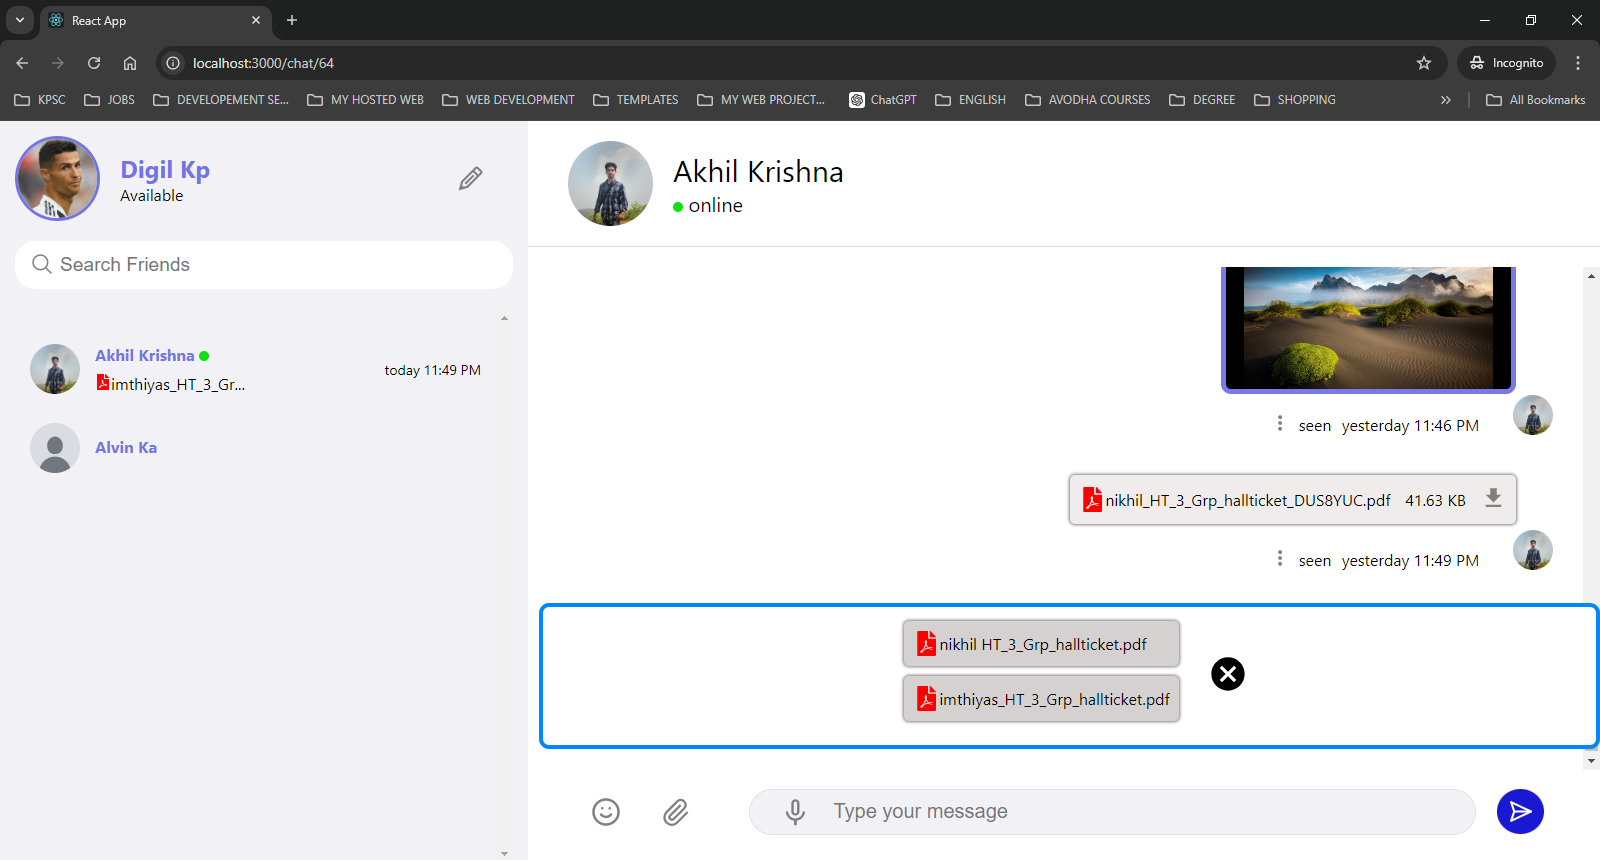 React App
localhost:3000/chat/64
Incognito
KPSC JOBS DEVELOPEMENT SE... MY HOSTED WEB WEB DEVELOPMENT TEMPLATES MY WEB PROJECT... ChatGPT ENGLISH AVODHA COURSES DEGREE SHOPPING All Bookmarks
Digil Kp
Available
Search Friends
Akhil Krishna
imthiyas_HT_3_Gr...
today 11:49 PM
Alvin Ka
Akhil Krishna
online
seen yesterday 11:46 PM
nikhil_HT_3_Grp_hallticket_DUS8YUC.pdf 41.63 KB
seen yesterday 11:49 PM
nikhil HT_3_Grp_hallticket.pdf
imthiyas_HT_3_Grp_hallticket.pdf
Type your message